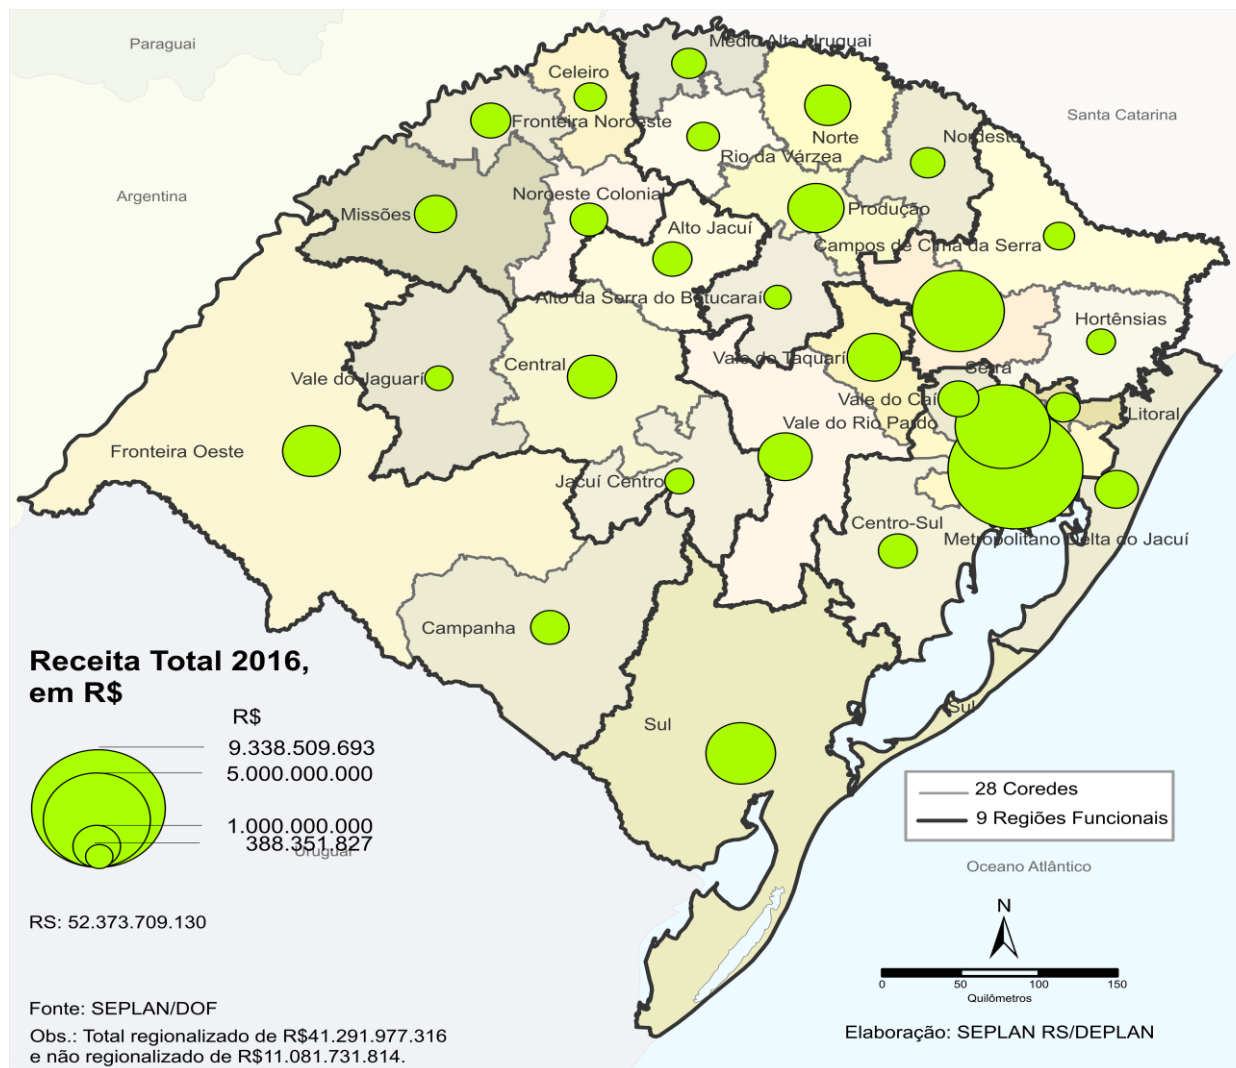 Paraguai
Médio Alto Uruguai
Celeiro
Santa Catarina
Fronteira Noroeste
Norte
Nordeste
Rio da Várzea
Argentina
Noroeste Colonial
Missões
Produção
Alto Jacuí
Campos de Cima da Serra
Alto da Serra do Botucaraí
Hortênsias
Vale do Taquarí
Central
Serra
Vale do Jaguarí
Vale do Caí
Litoral
Vale do Rio Pardo
Fronteira Oeste
Jacuí Centro
Centro-Sul
Metropolitano Delta do Jacuí
Campanha
Sul
Sul
Receita Total 2016,
em R$
R$
9.338.509.693
5.000.000.000
1.000.000.000
388.351.827
Uruguai
28 Coredes
9 Regiões Funcionais
Oceano Atlântico
N
0 50 100 150
Quilômetros
RS: 52.373.709.130
Fonte: SEPLAN/DOF
Obs.: Total regionalizado de R$41.291.977.316
e não regionalizado de R$11.081.731.814.
Elaboração: SEPLAN RS/DEPLAN